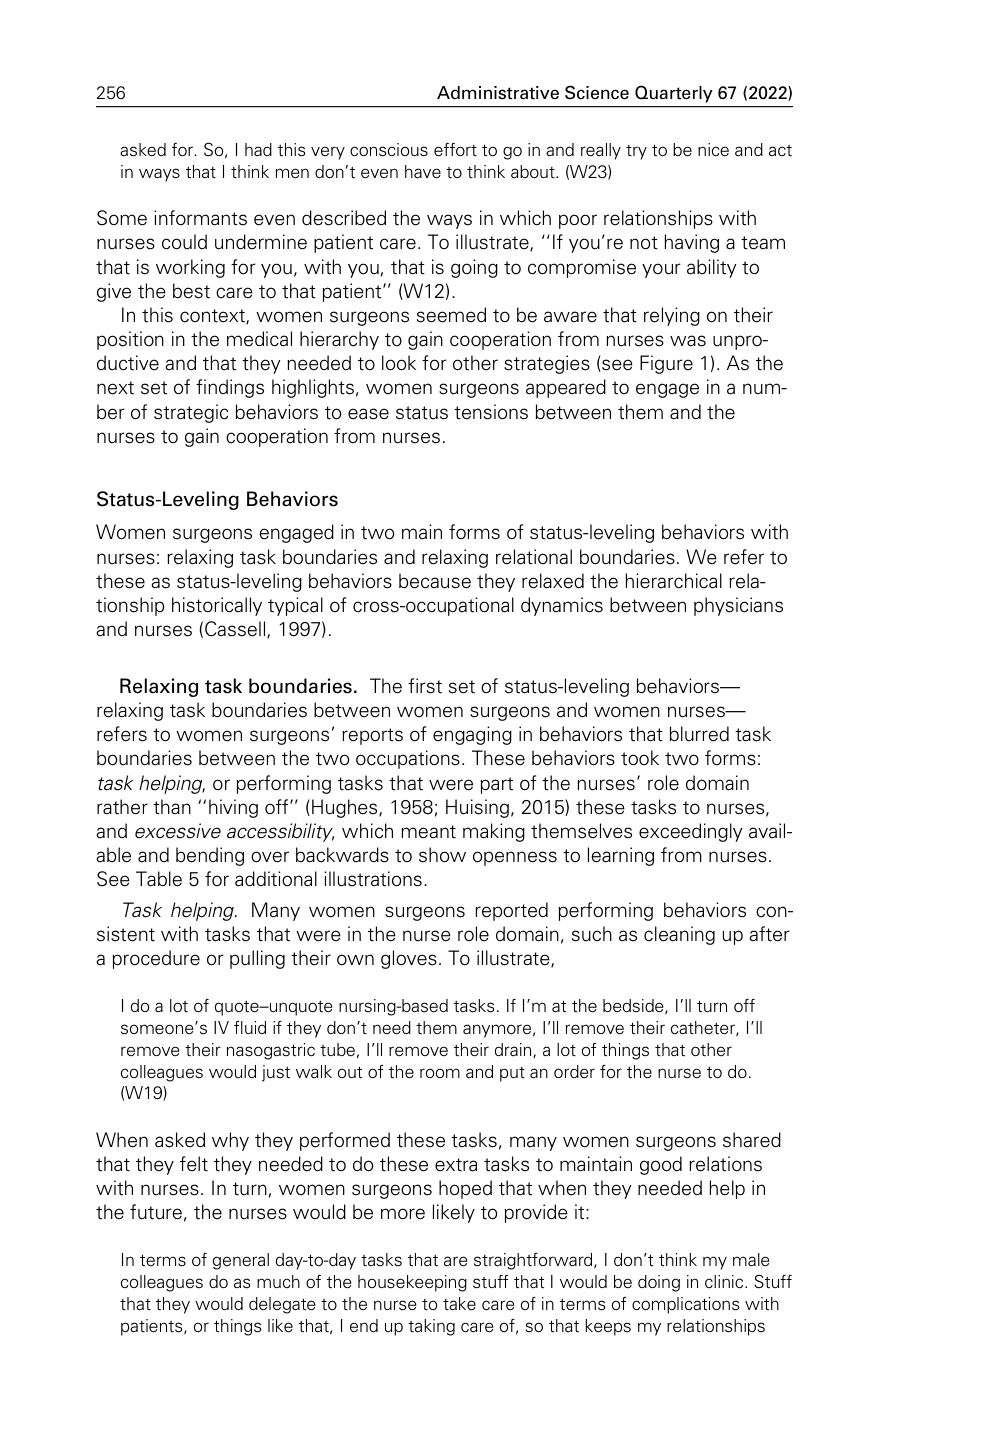 256
Administrative Science Quarterly 67 (2022)
asked for. So, I had this very conscious effort to go in and really try to be nice and act
in ways that I think men don't even have to think about. (W23)
Some informants even described the ways in which poor relationships with
nurses could undermine patient care. To illustrate, ''If you're not having a team
that is working for you, with you, that is going to compromise your ability to
give the best care to that patient'' (W12).
In this context, women surgeons seemed to be aware that relying on their
position in the medical hierarchy to gain cooperation from nurses was unpro-
ductive and that they needed to look for other strategies (see Figure 1). As the
next set of findings highlights, women surgeons appeared to engage in a num-
ber of strategic behaviors to ease status tensions between them and the
nurses to gain cooperation from nurses.
Status-Leveling Behaviors
Women surgeons engaged in two main forms of status-leveling behaviors with
nurses: relaxing task boundaries and relaxing relational boundaries. We refer to
these as status-leveling behaviors because they relaxed the hierarchical rela-
tionship historically typical of cross-occupational dynamics between physicians
and nurses (Cassell, 1997).
Relaxing task boundaries. The first set of status-leveling behaviors—
relaxing task boundaries between women surgeons and women nurses—
refers to women surgeons' reports of engaging in behaviors that blurred task
boundaries between the two occupations. These behaviors took two forms:
task helping, or performing tasks that were part of the nurses' role domain
rather than ''hiving off'' (Hughes, 1958; Huising, 2015) these tasks to nurses,
and excessive accessibility, which meant making themselves exceedingly avail-
able and bending over backwards to show openness to learning from nurses.
See Table 5 for additional illustrations.
Task helping. Many women surgeons reported performing behaviors con-
sistent with tasks that were in the nurse role domain, such as cleaning up after
a procedure or pulling their own gloves. To illustrate,
I do a lot of quote–unquote nursing-based tasks. If I'm at the bedside, I'll turn off
someone's IV fluid if they don't need them anymore, I'll remove their catheter, I'll
remove their nasogastric tube, I'll remove their drain, a lot of things that other
colleagues would just walk out of the room and put an order for the nurse to do.
(W19)
When asked why they performed these tasks, many women surgeons shared
that they felt they needed to do these extra tasks to maintain good relations
with nurses. In turn, women surgeons hoped that when they needed help in
the future, the nurses would be more likely to provide it:
In terms of general day-to-day tasks that are straightforward, I don't think my male
colleagues do as much of the housekeeping stuff that I would be doing in clinic. Stuff
that they would delegate to the nurse to take care of in terms of complications with
patients, or things like that, I end up taking care of, so that keeps my relationships